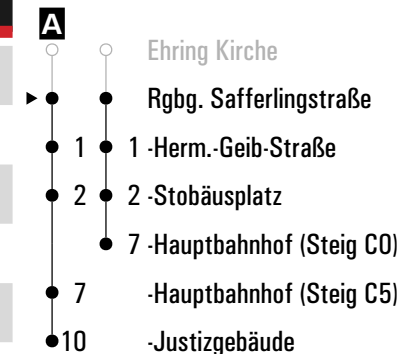 A
Ehring Kirche
Rgbg. Safferlingstraße
1 1 -Herm.-Geib-Straße
2 2 -Stobäusplatz
7 -Hauptbahnhof (Steig C0)
7 -Hauptbahnhof (Steig C5)
10 -Justizgebäude